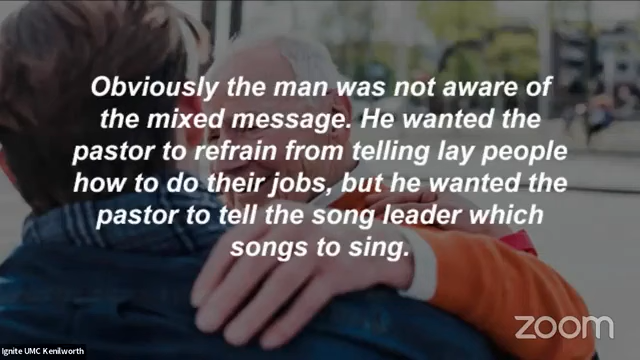 Obviously the man was not aware of
the mixed message. He wanted the
pastor to refrain from telling lay people
how to do their jobs, but he wanted the
pastor to tell the song leader which
songs to sing.
zoom
Ignite UMC Kenilworth